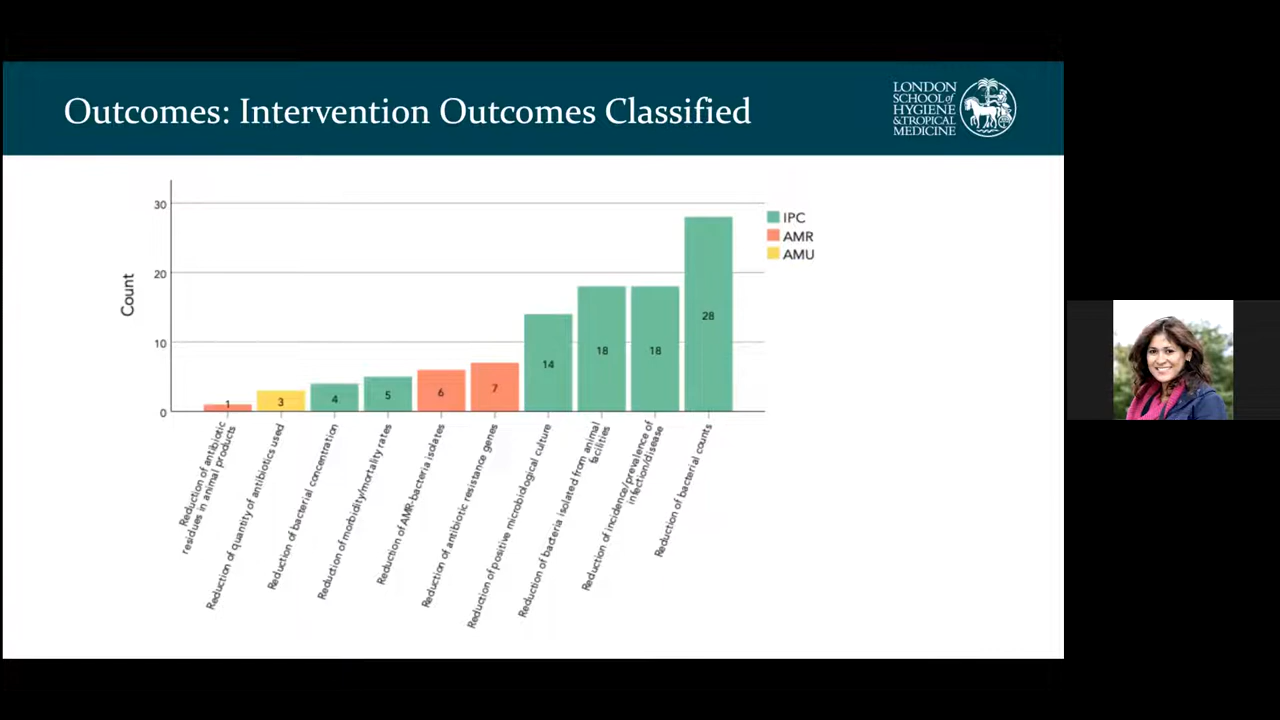 Outcomes: Intervention Outcomes Classified
LONDON
SCHOOL of
HYGIENE
& TROPICAL
MEDICINE
Count
30
20
10
0
1
3
4
5
6
7
14
18
18
28
IPC
AMR
AMU
Reduction of antibiotic
residues in animal products
Reduction of quantity of antibiotics used
Reduction of bacterial concentration
Reduction of morbidity/mortality rates
Reduction of AMR-bacteria isolates
Reduction of antibiotic resistance genes
Reduction of positive microbiological culture
Reduction of bacteria isolated from animal
facilities
Reduction of incidence/prevalence of
infection/disease
Reduction of bacterial counts